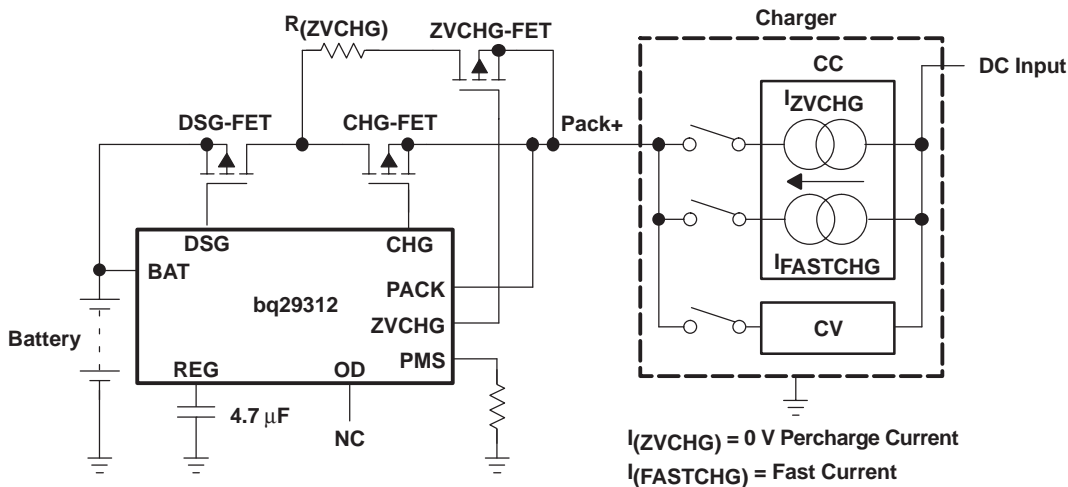 R(ZVCHG)
ZVCHG-FET
Charger
CC
DC Input
IZVCHG
DSG-FET
CHG-FET
Pack+
DSG
CHG
IFASTCHG
BAT
PACK
bq29312
ZVCHG
CV
Battery
PMS
REG
OD
4.7 μF
NC
I(ZVCHG) = 0 V Percharge Current
I(FASTCHG) = Fast Current